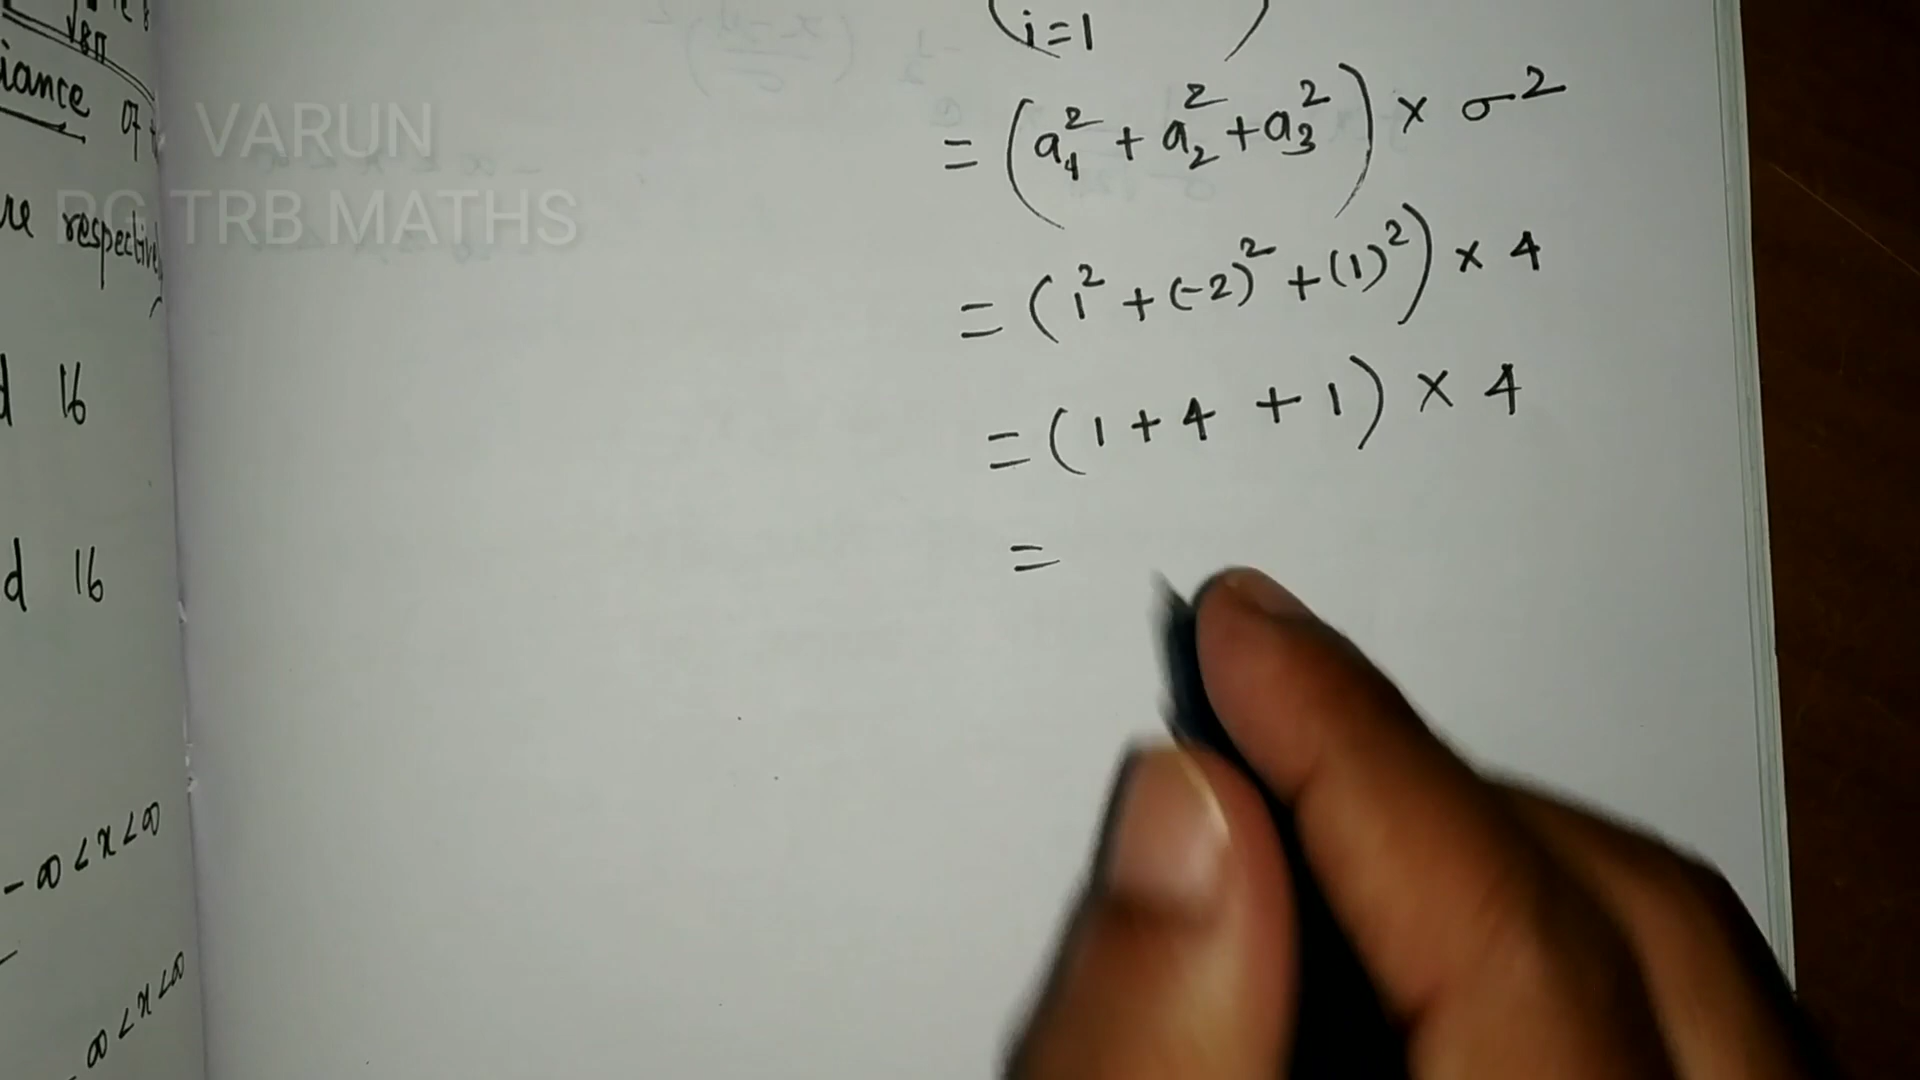 iance of
re respective
d 16
d 16
-∞ < x < ∞
∞ < x < ∞
VARUN
PG TRB MATHS
i=1
= (a₁² + a₂² + a₃²) × σ²
= (1² + (-2)² + (1)²) × 4
= (1 + 4 + 1) × 4
=